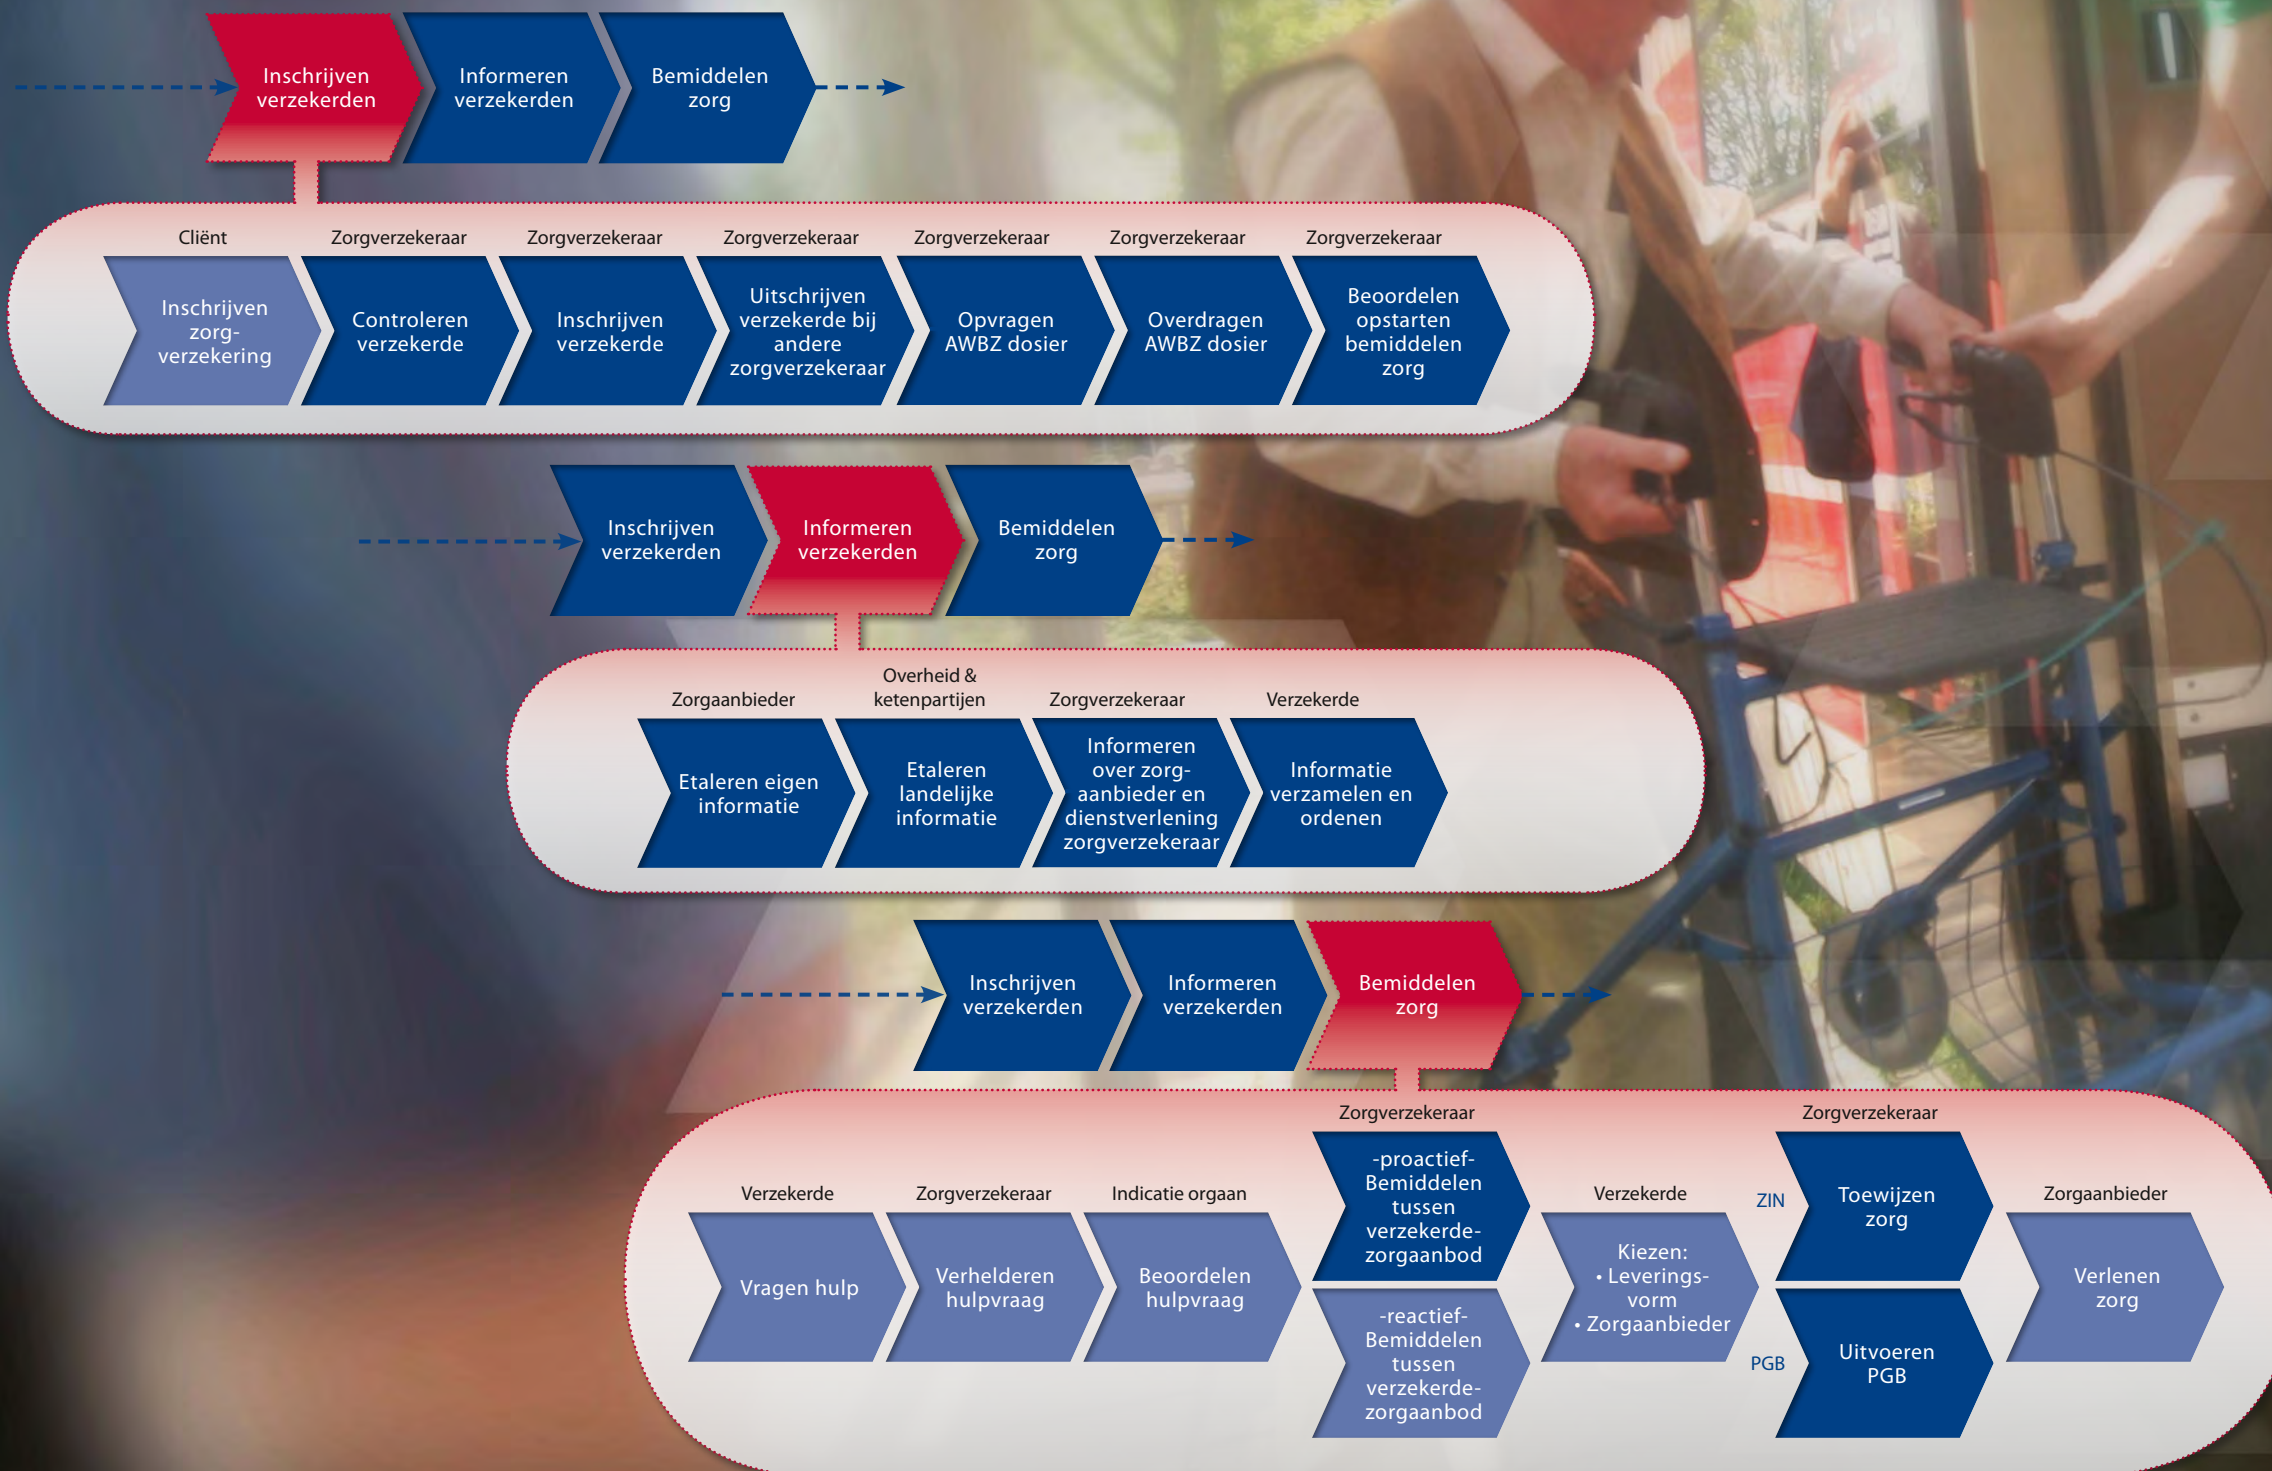 Inschrijven
verzekerden
Informeren
verzekerden
Bemiddelen
zorg
Cliënt
Inschrijven
zorg-
verzekering
Zorgverzekeraar
Controleren
verzekerde
Zorgverzekeraar
Inschrijven
verzekerde
Zorgverzekeraar
Uitschrijven
verzekerde bij
andere
zorgverzekeraar
Zorgverzekeraar
Opvragen
AWBZ dosier
Zorgverzekeraar
Overdragen
AWBZ dosier
Zorgverzekeraar
Beoordelen
opstarten
bemiddelen
zorg
Inschrijven
verzekerden
Informeren
verzekerden
Bemiddelen
zorg
Zorgaanbieder
Etaleren eigen
informatie
Overheid &
ketenpartijen
Etaleren
landelijke
informatie
Zorgverzekeraar
Informeren
over zorg-
aanbieder en
dienstverlening
zorgverzekeraar
Verzekerde
Informatie
verzamelen en
ordenen
Inschrijven
verzekerden
Informeren
verzekerden
Bemiddelen
zorg
Verzekerde
Vragen hulp
Zorgverzekeraar
Verhelderen
hulpvraag
Indicatie orgaan
Beoordelen
hulpvraag
Zorgverzekeraar
-proactief-
Bemiddelen
tussen
verzekerde-
zorgaanbod
-reactief-
Bemiddelen
tussen
verzekerde-
zorgaanbod
Verzekerde
Kiezen:
• Leverings-
vorm
• Zorgaanbieder
Zorgverzekeraar
ZIN
Toewijzen
zorg
PGB
Uitvoeren
PGB
Zorgaanbieder
Verlenen
zorg